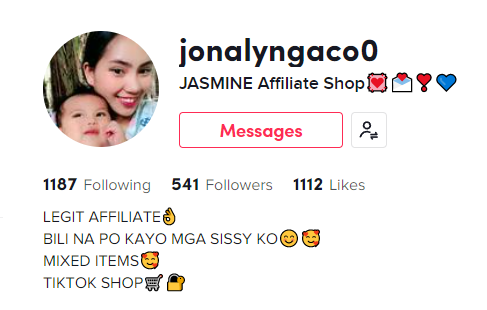 jonalyngaco0
JASMINE Affiliate Shop💟💌❣️💙
Messages
1187 Following 541 Followers 1112 Likes
LEGIT AFFILIATE👌
BILI NA PO KAYO MGA SISSY KO😊🥰
MIXED ITEMS🥰
TIKTOK SHOP🛒🔐